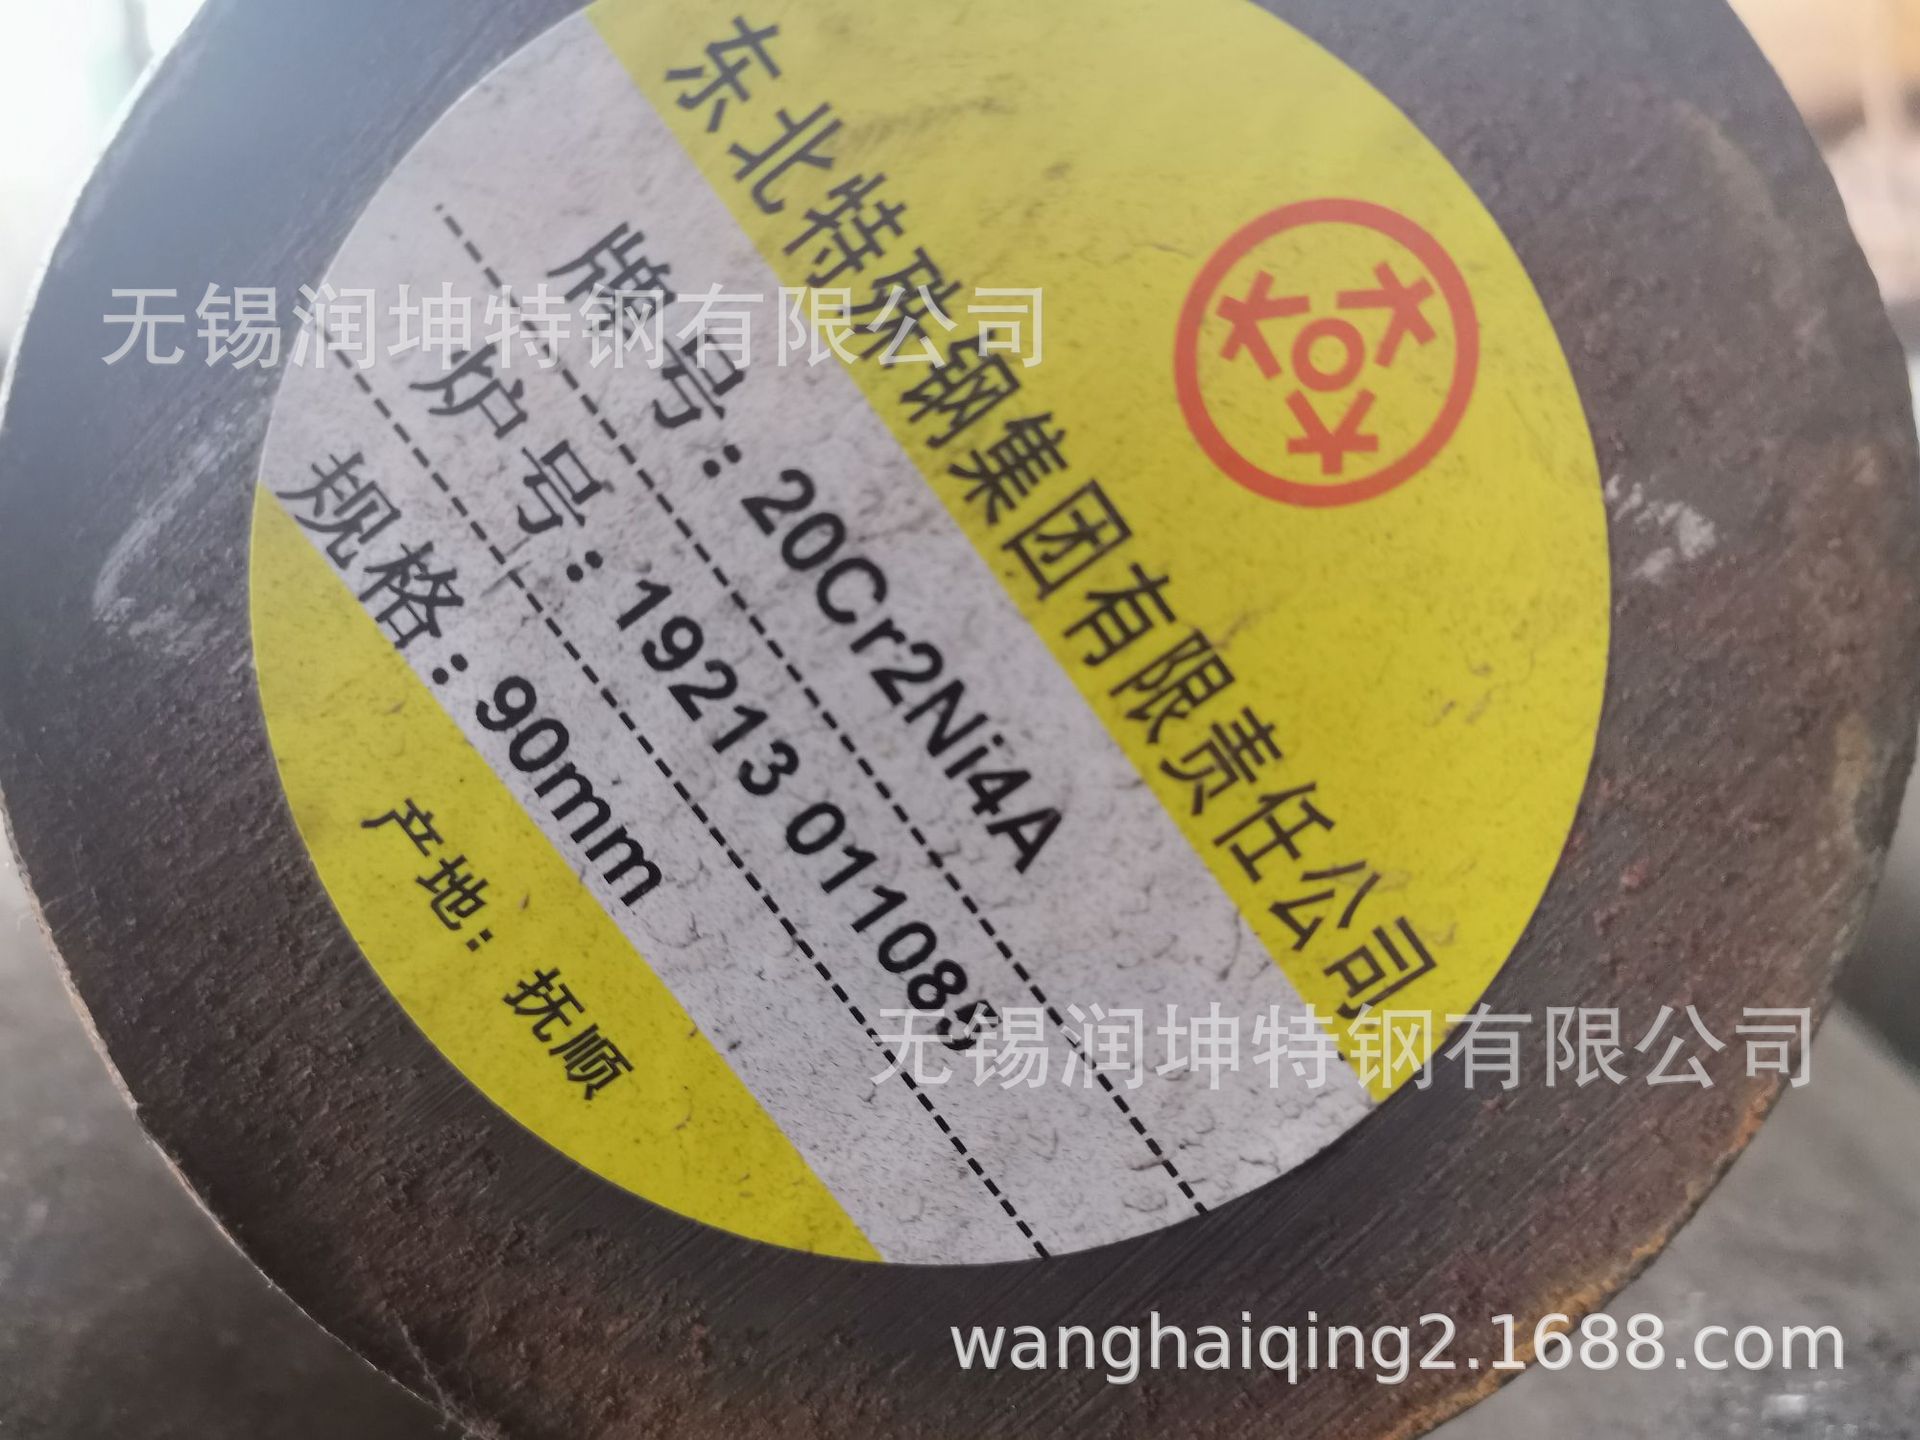 东北特殊钢集团有限责任公司
牌号:20Cr2Ni4A
炉号:19213 011085
规格:90mm
产地:抚顺
无锡润坤特钢有限公司
无锡润坤特钢有限公司
wanghaiqing2.1688.com